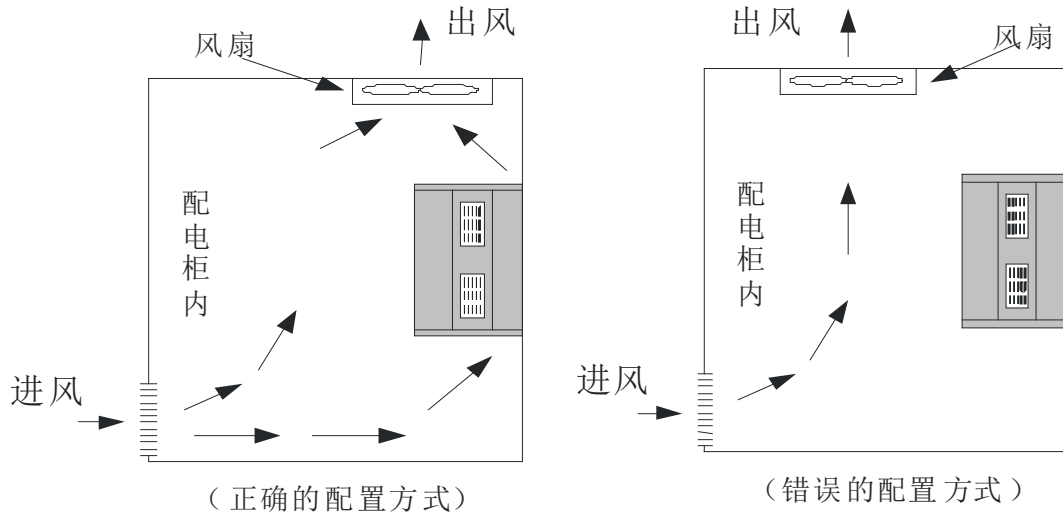 出风
风扇
配电柜内
进风
（正确的配置方式）
出风
风扇
配电柜内
进风
（错误的配置方式）